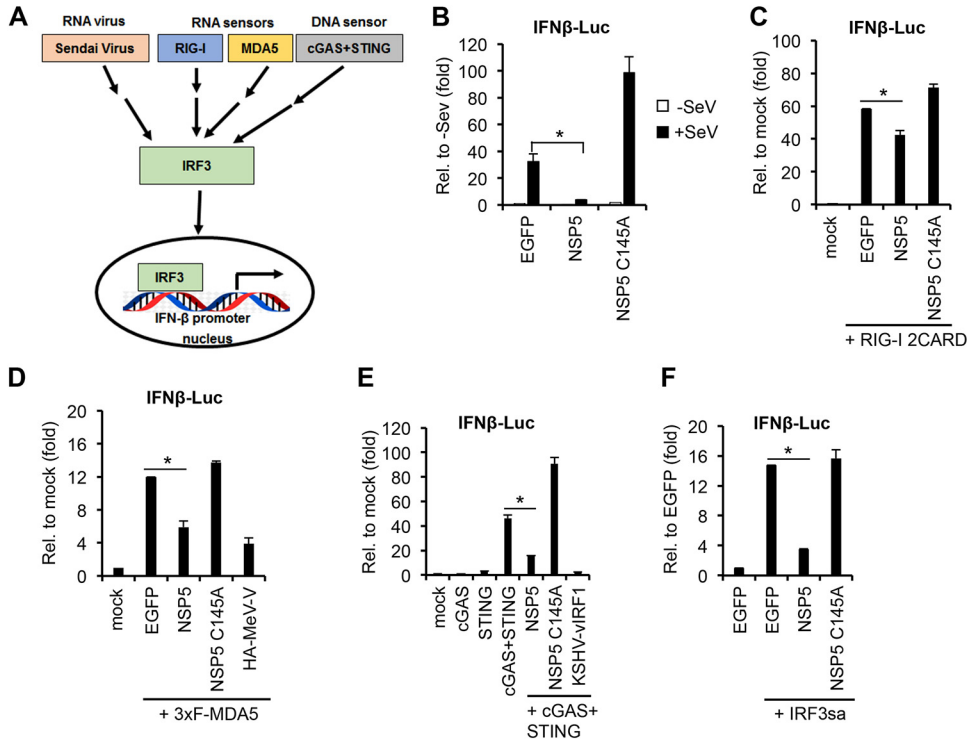 A
RNA virus
RNA sensors
DNA sensor
Sendai Virus
RIG-I
MDA5
cGAS+STING
IRF3
IRF3
IFN-β promoter
nucleus
B
IFNβ-Luc
Rel. to -Sev (fold)
120
100
80
60
40
20
0
-SeV
+SeV
*
EGFP
NSP5
NSP5 C145A
C
IFNβ-Luc
Rel. to mock (fold)
100
80
60
40
20
0
*
mock
EGFP
NSP5
NSP5 C145A
+ RIG-I 2CARD
D
IFNβ-Luc
Rel. to mock (fold)
20
16
12
8
4
0
*
mock
EGFP
NSP5
NSP5 C145A
HA-MeV-V
+ 3xF-MDA5
E
IFNβ-Luc
Rel. to mock (fold)
120
100
80
60
40
20
0
*
mock
cGAS
STING
cGAS+STING
NSP5
NSP5 C145A
KSHV-vIRF1
+ cGAS+
STING
F
IFNβ-Luc
Rel. to EGFP (fold)
20
16
12
8
4
0
*
EGFP
EGFP
NSP5
NSP5 C145A
+ IRF3sa